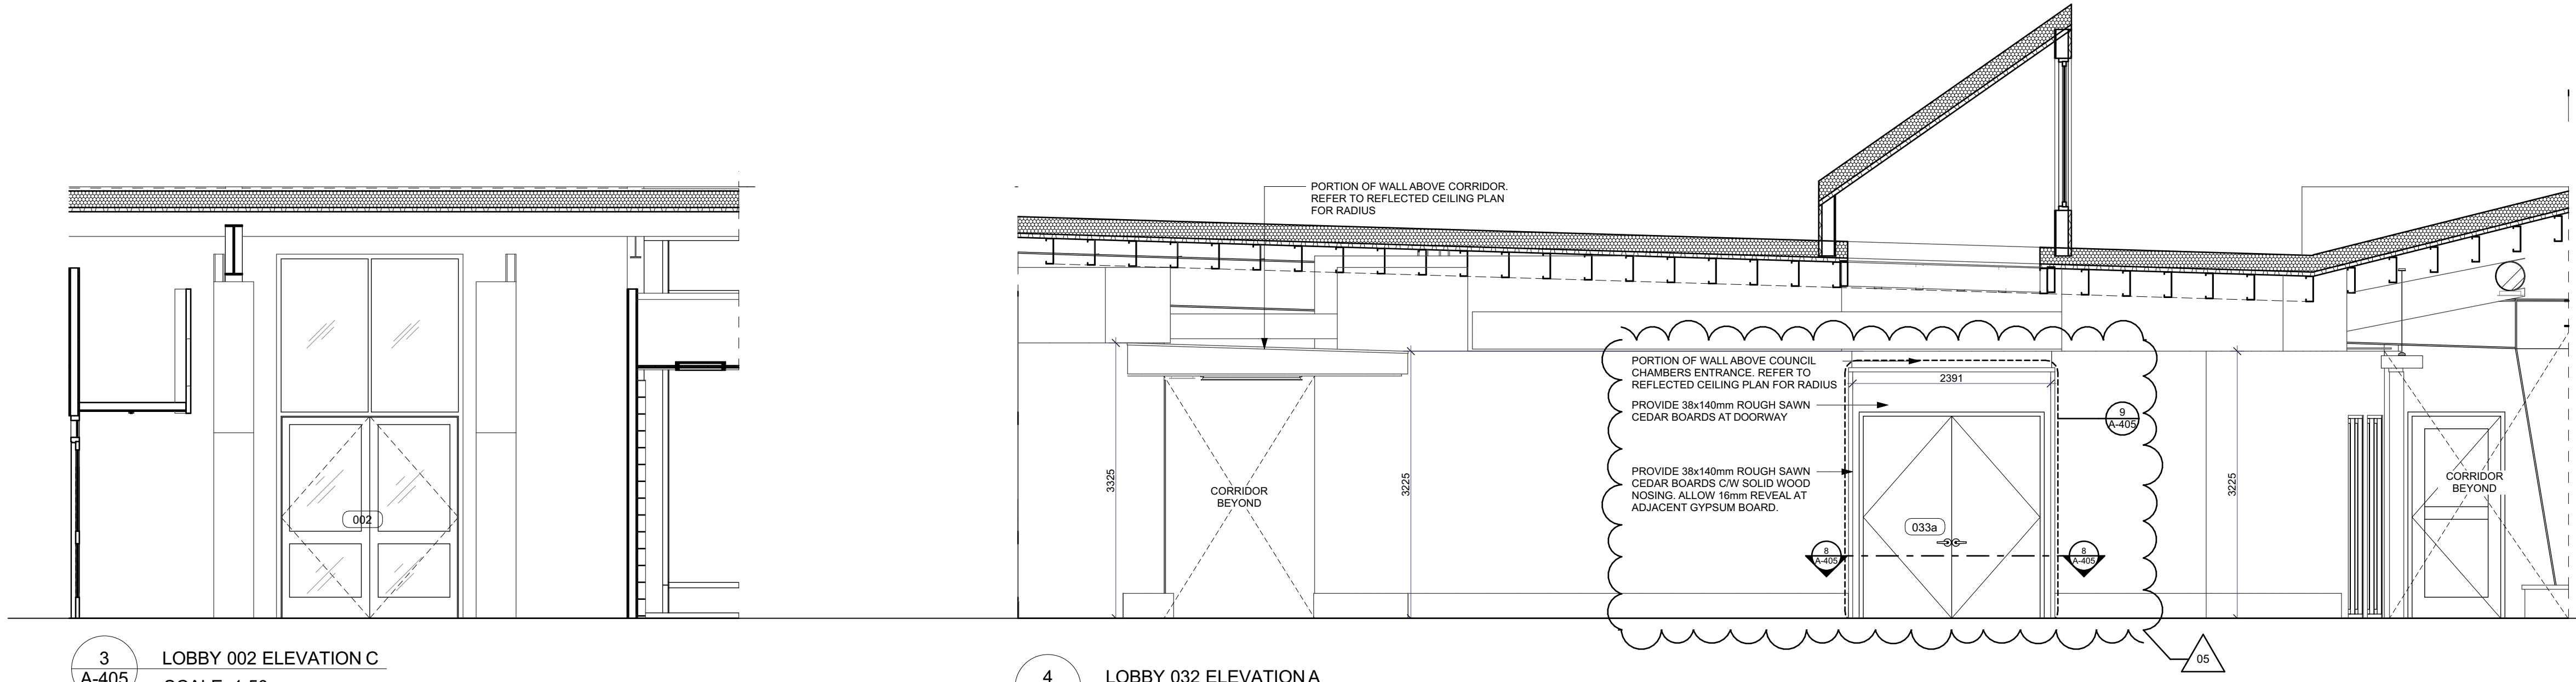 PORTION OF WALL ABOVE CORRIDOR.
REFER TO REFLECTED CEILING PLAN
FOR RADIUS
PORTION OF WALL ABOVE COUNCIL
CHAMBERS ENTRANCE. REFER TO
REFLECTED CEILING PLAN FOR RADIUS
2391
PROVIDE 38x140mm ROUGH SAWN
CEDAR BOARDS AT DOORWAY
9
A-405
PROVIDE 38x140mm ROUGH SAWN
CEDAR BOARDS C/W SOLID WOOD
NOSING. ALLOW 16mm REVEAL AT
ADJACENT GYPSUM BOARD.
3325
CORRIDOR
BEYOND
3225
3225
CORRIDOR
BEYOND
002
033a
8
A-405
8
A-405
05
3
A-405
LOBBY 002 ELEVATION C
4
LOBBY 032 ELEVATION A